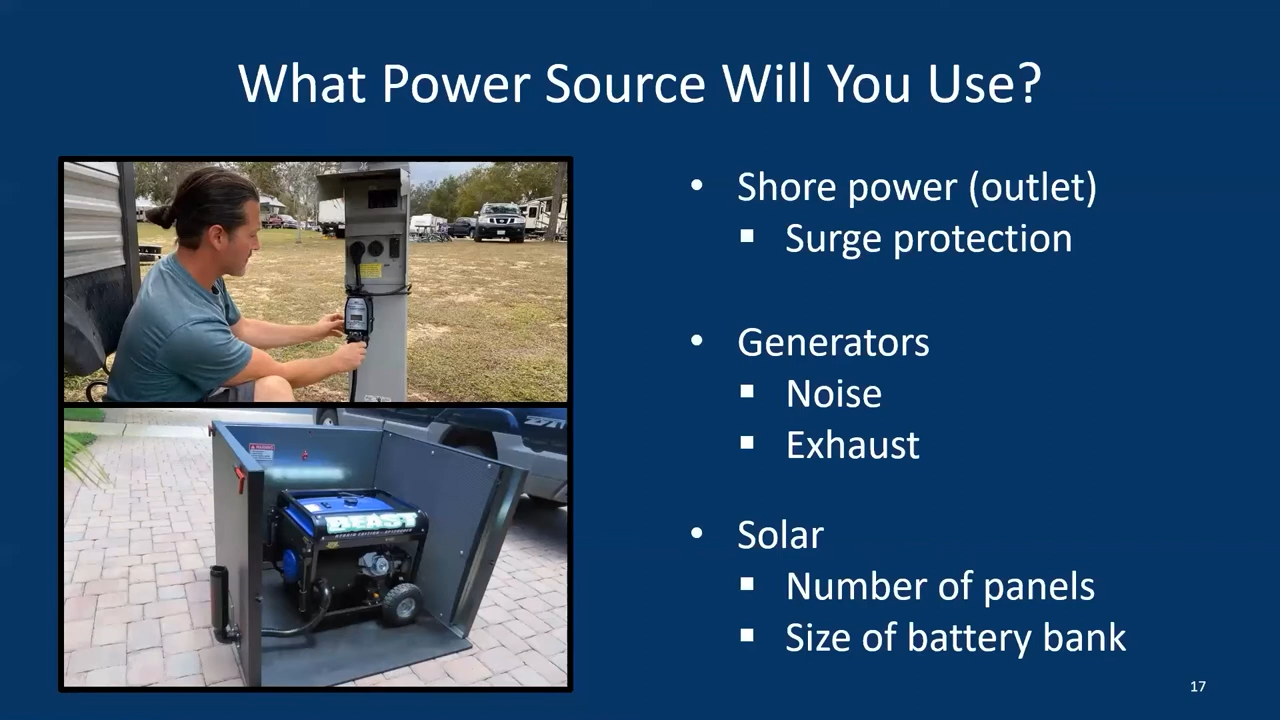 What Power Source Will You Use?
• Shore power (outlet)
▪ Surge protection
• Generators
▪ Noise
▪ Exhaust
• Solar
▪ Number of panels
▪ Size of battery bank
BEAST
17